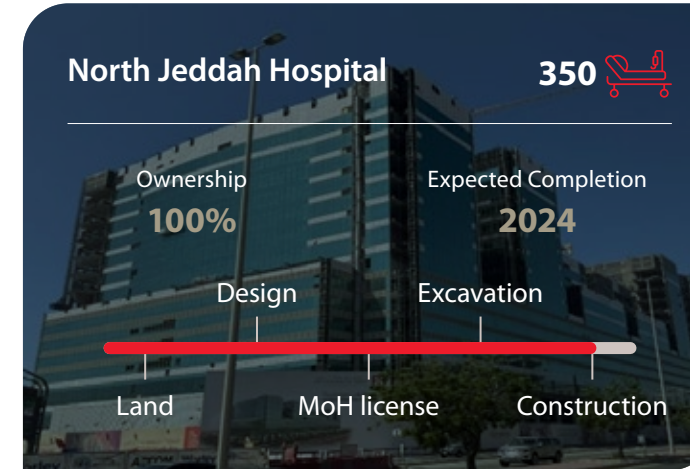 North Jeddah Hospital 350
Ownership Expected Completion
100% 2024
Design Excavation
Land MoH license Construction